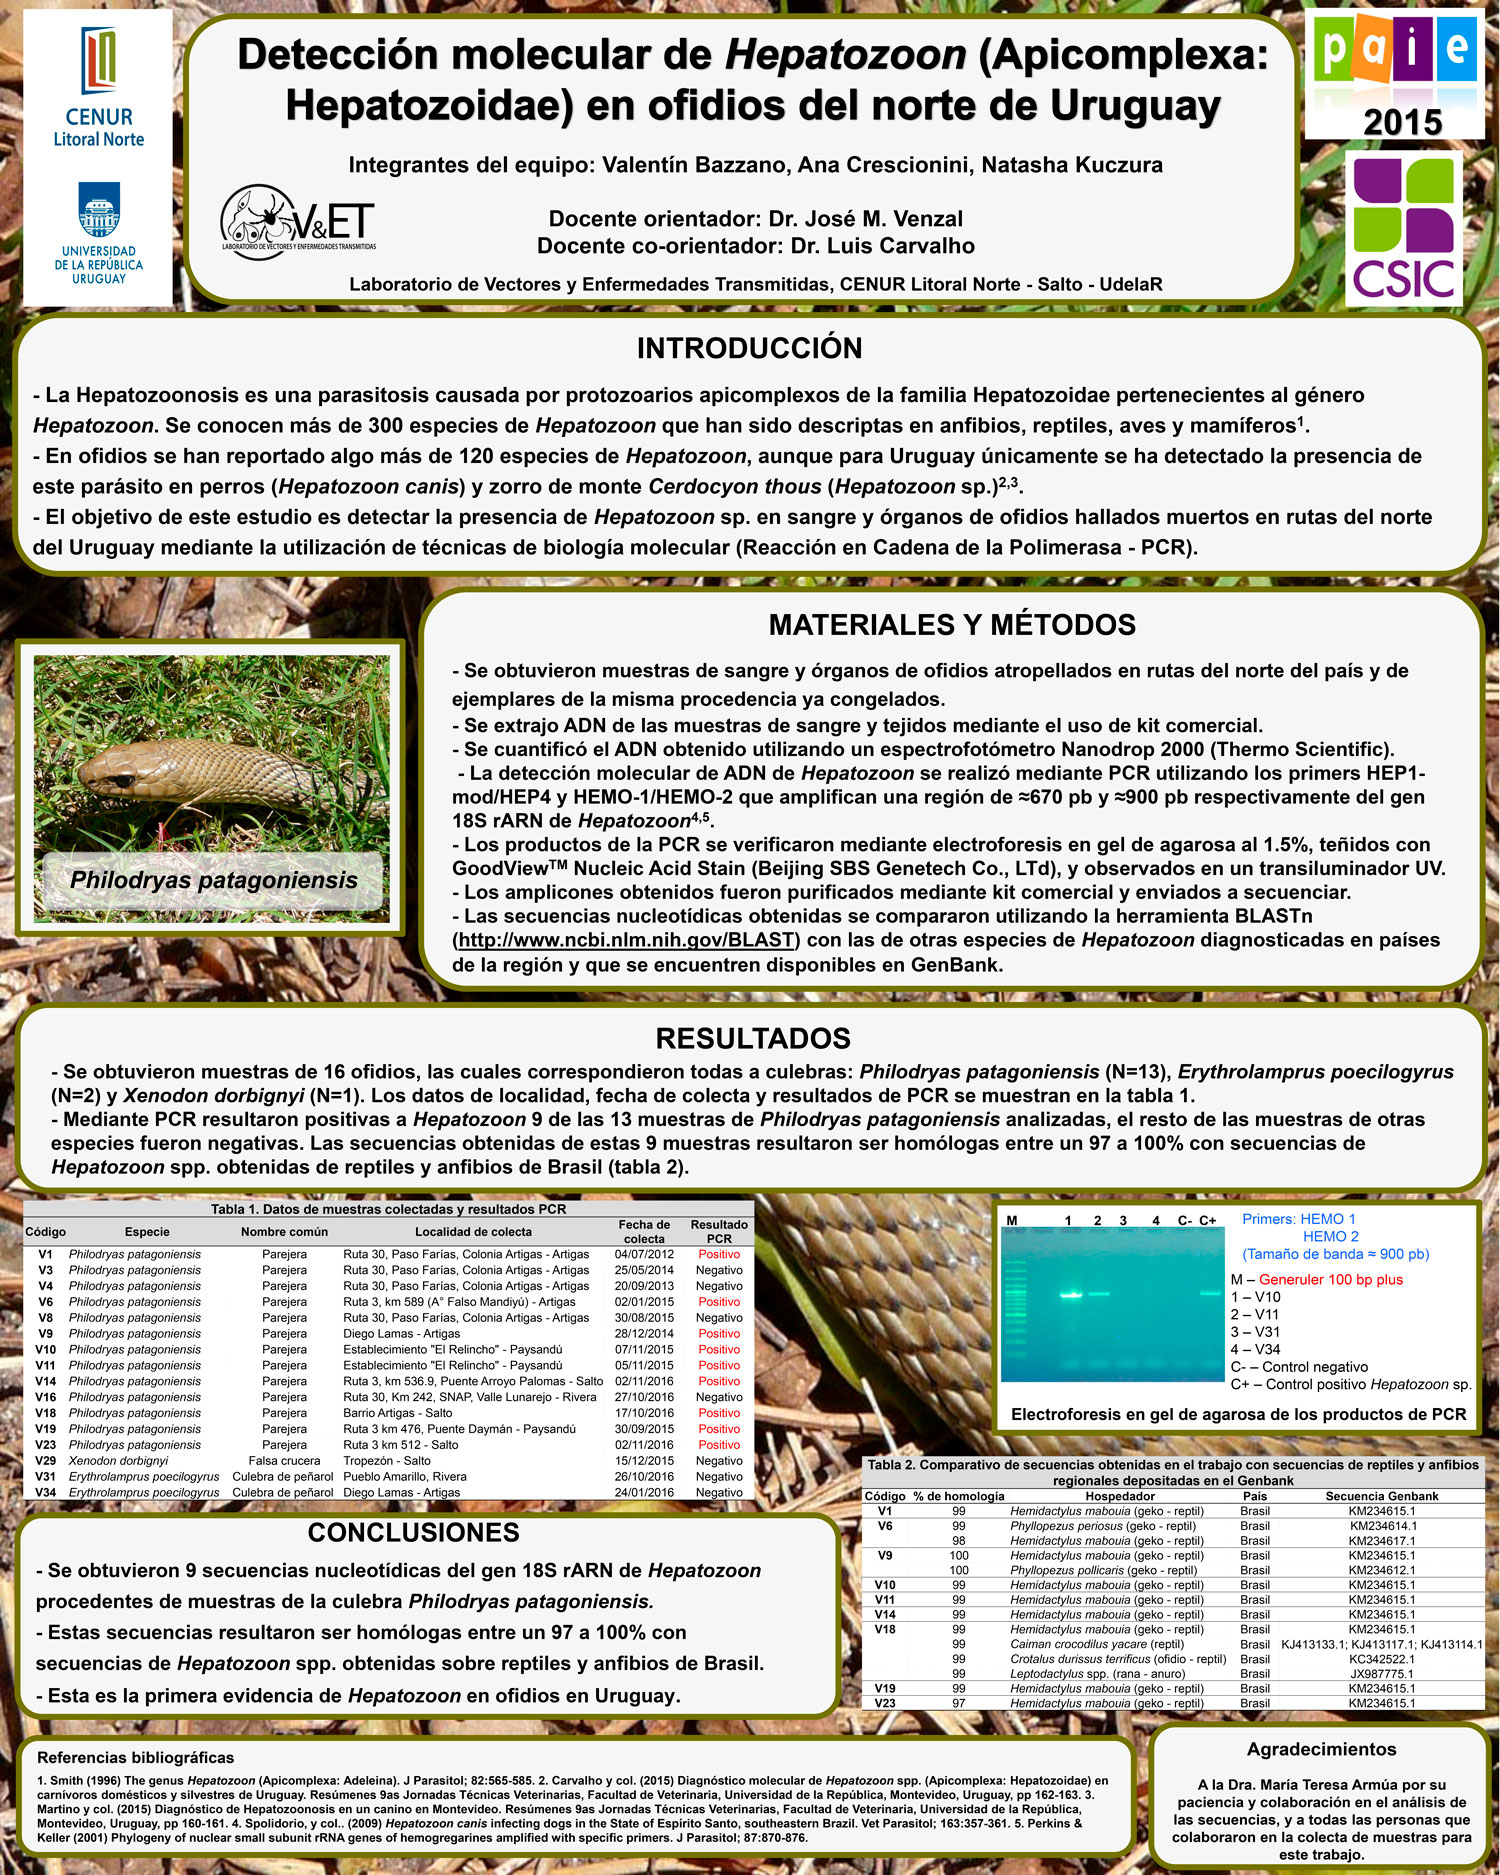 CENUR
Litoral Norte
UNIVERSIDAD
DE LA REPÚBLICA
URUGUAY
Detección molecular de Hepatozoon (Apicomplexa:
Hepatozoidae) en ofidios del norte de Uruguay
Integrantes del equipo: Valentín Bazzano, Ana Crescionini, Natasha Kuczura
V&ET
LABORATORIO DE VECTORES Y ENFERMEDADES TRANSMITIDAS
Docente orientador: Dr. José M. Venzal
Docente co-orientador: Dr. Luis Carvalho
Laboratorio de Vectores y Enfermedades Transmitidas, CENUR Litoral Norte - Salto - UdelaR
paie
2015
CSIC
INTRODUCCIÓN
- La Hepatozoonosis es una parasitosis causada por protozoarios apicomplexos de la familia Hepatozoidae pertenecientes al género
Hepatozoon. Se conocen más de 300 especies de Hepatozoon que han sido descriptas en anfibios, reptiles, aves y mamíferos¹.
- En ofidios se han reportado algo más de 120 especies de Hepatozoon, aunque para Uruguay únicamente se ha detectado la presencia de
este parásito en perros (Hepatozoon canis) y zorro de monte Cerdocyon thous (Hepatozoon sp.)²,³.
- El objetivo de este estudio es detectar la presencia de Hepatozoon sp. en sangre y órganos de ofidios hallados muertos en rutas del norte
del Uruguay mediante la utilización de técnicas de biología molecular (Reacción en Cadena de la Polimerasa - PCR).
Philodryas patagoniensis
MATERIALES Y MÉTODOS
- Se obtuvieron muestras de sangre y órganos de ofidios atropellados en rutas del norte del país y de
ejemplares de la misma procedencia ya congelados.
- Se extrajo ADN de las muestras de sangre y tejidos mediante el uso de kit comercial.
- Se cuantificó el ADN obtenido utilizando un espectrofotómetro Nanodrop 2000 (Thermo Scientific).
- La detección molecular de ADN de Hepatozoon se realizó mediante PCR utilizando los primers HEP1-
mod/HEP4 y HEMO-1/HEMO-2 que amplifican una región de ≈670 pb y ≈900 pb respectivamente del gen
18S rARN de Hepatozoon⁴,⁵.
- Los productos de la PCR se verificaron mediante electroforesis en gel de agarosa al 1.5%, teñidos con
GoodView™ Nucleic Acid Stain (Beijing SBS Genetech Co., LTd), y observados en un transiluminador UV.
- Los amplicones obtenidos fueron purificados mediante kit comercial y enviados a secuenciar.
- Las secuencias nucleotídicas obtenidas se compararon utilizando la herramienta BLASTn
(http://www.ncbi.nlm.nih.gov/BLAST) con las de otras especies de Hepatozoon diagnosticadas en países
de la región y que se encuentren disponibles en GenBank.
RESULTADOS
- Se obtuvieron muestras de 16 ofidios, las cuales correspondieron todas a culebras: Philodryas patagoniensis (N=13), Erythrolamprus poecilogyrus
(N=2) y Xenodon dorbignyi (N=1). Los datos de localidad, fecha de colecta y resultados de PCR se muestran en la tabla 1.
- Mediante PCR resultaron positivas a Hepatozoon 9 de las 13 muestras de Philodryas patagoniensis analizadas, el resto de las muestras de otras
especies fueron negativas. Las secuencias obtenidas de estas 9 muestras resultaron ser homólogas entre un 97 a 100% con secuencias de
Hepatozoon spp. obtenidas de reptiles y anfibios de Brasil (tabla 2).
Tabla 1. Datos de muestras colectadas y resultados PCR
Código Especie Nombre común Localidad de colecta Fecha de colecta Resultado PCR
V1 Philodryas patagoniensis Parejera Ruta 30, Paso Farías, Colonia Artigas - Artigas 04/07/2012 Positivo
V3 Philodryas patagoniensis Parejera Ruta 30, Paso Farías, Colonia Artigas - Artigas 25/05/2014 Negativo
V4 Philodryas patagoniensis Parejera Ruta 30, Paso Farías, Colonia Artigas - Artigas 20/09/2013 Negativo
V6 Philodryas patagoniensis Parejera Ruta 3, km 589 (A° Falso Mandiyú) - Artigas 02/01/2015 Positivo
V8 Philodryas patagoniensis Parejera Ruta 30, Paso Farías, Colonia Artigas - Artigas 30/08/2015 Negativo
V9 Philodryas patagoniensis Parejera Diego Lamas - Artigas 28/12/2014 Positivo
V10 Philodryas patagoniensis Parejera Establecimiento "El Relincho" - Paysandú 07/11/2015 Positivo
V11 Philodryas patagoniensis Parejera Establecimiento "El Relincho" - Paysandú 05/11/2015 Positivo
V14 Philodryas patagoniensis Parejera Ruta 3, km 536.9, Puente Arroyo Palomas - Salto 02/11/2016 Positivo
V16 Philodryas patagoniensis Parejera Ruta 30, Km 242, SNAP, Valle Lunarejo - Rivera 27/10/2016 Negativo
V18 Philodryas patagoniensis Parejera Barrio Artigas - Salto 17/10/2016 Positivo
V19 Philodryas patagoniensis Parejera Ruta 3 km 476, Puente Daymán - Paysandú 30/09/2015 Positivo
V23 Philodryas patagoniensis Parejera Ruta 3 km 512 - Salto 02/11/2016 Positivo
V29 Xenodon dorbignyi Falsa crucera Tropezón - Salto 15/12/2015 Negativo
V31 Erythrolamprus poecilogyrus Culebra de peñarol Pueblo Amarillo, Rivera 26/10/2016 Negativo
V34 Erythrolamprus poecilogyrus Culebra de peñarol Diego Lamas - Artigas 24/01/2016 Negativo
M 1 2 3 4 C- C+
Primers: HEMO 1
HEMO 2
(Tamaño de banda ≈ 900 pb)
M – Generuler 100 bp plus
1 – V10
2 – V11
3 – V31
4 – V34
C- – Control negativo
C+ – Control positivo Hepatozoon sp.
Electroforesis en gel de agarosa de los productos de PCR
Tabla 2. Comparativo de secuencias obtenidas en el trabajo con secuencias de reptiles y anfibios
regionales depositadas en el Genbank
Código % de homología Hospedador País Secuencia Genbank
V1 99 Hemidactylus mabouia (geko - reptil) Brasil KM234615.1
V6 99 Phyllopezus periosus (geko - reptil) Brasil KM234614.1
98 Hemidactylus mabouia (geko - reptil) Brasil KM234617.1
V9 100 Hemidactylus mabouia (geko - reptil) Brasil KM234615.1
100 Phyllopezus pollicaris (geko - reptil) Brasil KM234612.1
V10 99 Hemidactylus mabouia (geko - reptil) Brasil KM234615.1
V11 99 Hemidactylus mabouia (geko - reptil) Brasil KM234615.1
V14 99 Hemidactylus mabouia (geko - reptil) Brasil KM234615.1
V18 99 Hemidactylus mabouia (geko - reptil) Brasil KM234615.1
99 Caiman crocodilus yacare (reptil) Brasil KJ413133.1; KJ413117.1; KJ413114.1
99 Crotalus durissus terrificus (ofidio - reptil) Brasil KC342522.1
99 Leptodactylus spp. (rana - anuro) Brasil JX987775.1
V19 99 Hemidactylus mabouia (geko - reptil) Brasil KM234615.1
V23 97 Hemidactylus mabouia (geko - reptil) Brasil KM234615.1
CONCLUSIONES
- Se obtuvieron 9 secuencias nucleotídicas del gen 18S rARN de Hepatozoon
procedentes de muestras de la culebra Philodryas patagoniensis.
- Estas secuencias resultaron ser homólogas entre un 97 a 100% con
secuencias de Hepatozoon spp. obtenidas sobre reptiles y anfibios de Brasil.
- Esta es la primera evidencia de Hepatozoon en ofidios en Uruguay.
Referencias bibliográficas
1. Smith (1996) The genus Hepatozoon (Apicomplexa: Adeleina). J Parasitol; 82:565-585. 2. Carvalho y col. (2015) Diagnóstico molecular de Hepatozoon spp. (Apicomplexa: Hepatozoidae) en
carnívoros domésticos y silvestres de Uruguay. Resúmenes 9as Jornadas Técnicas Veterinarias, Facultad de Veterinaria, Universidad de la República, Montevideo, Uruguay, pp 162-163. 3.
Martino y col. (2015) Diagnóstico de Hepatozoonosis en un canino en Montevideo. Resúmenes 9as Jornadas Técnicas Veterinarias, Facultad de Veterinaria, Universidad de la República,
Montevideo, Uruguay, pp 160-161. 4. Spolidorio, y col.. (2009) Hepatozoon canis infecting dogs in the State of Espírito Santo, southeastern Brazil. Vet Parasitol; 163:357-361. 5. Perkins &
Keller (2001) Phylogeny of nuclear small subunit rRNA genes of hemogregarines amplified with specific primers. J Parasitol; 87:870-876.
Agradecimientos
A la Dra. María Teresa Armúa por su
paciencia y colaboración en el análisis de
las secuencias, y a todas las personas que
colaboraron en la colecta de muestras para
este trabajo.